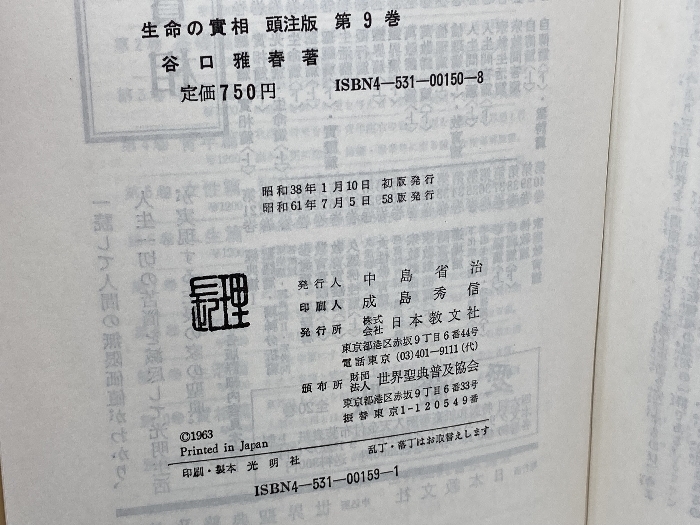 生命の實相 頭注版 第9巻
谷口雅春著
定価750円 ISBN4-531-00150-8
昭和38年1月10日 初版発行
昭和61年7月5日 58版発行
発行人 中島省治
印刷人 成島秀信
発行所 株式会社 日本教文社
東京都港区赤坂9丁目6番44号
電話東京(03)401-9111(代)
頒布所 財団法人 世界聖典普及協会
東京都港区赤坂9丁目6番33号
振替東京1-120549番
©1963
Printed in Japan
印刷・製本 光明社 乱丁・落丁はお取替えします
ISBN4-531-00159-1